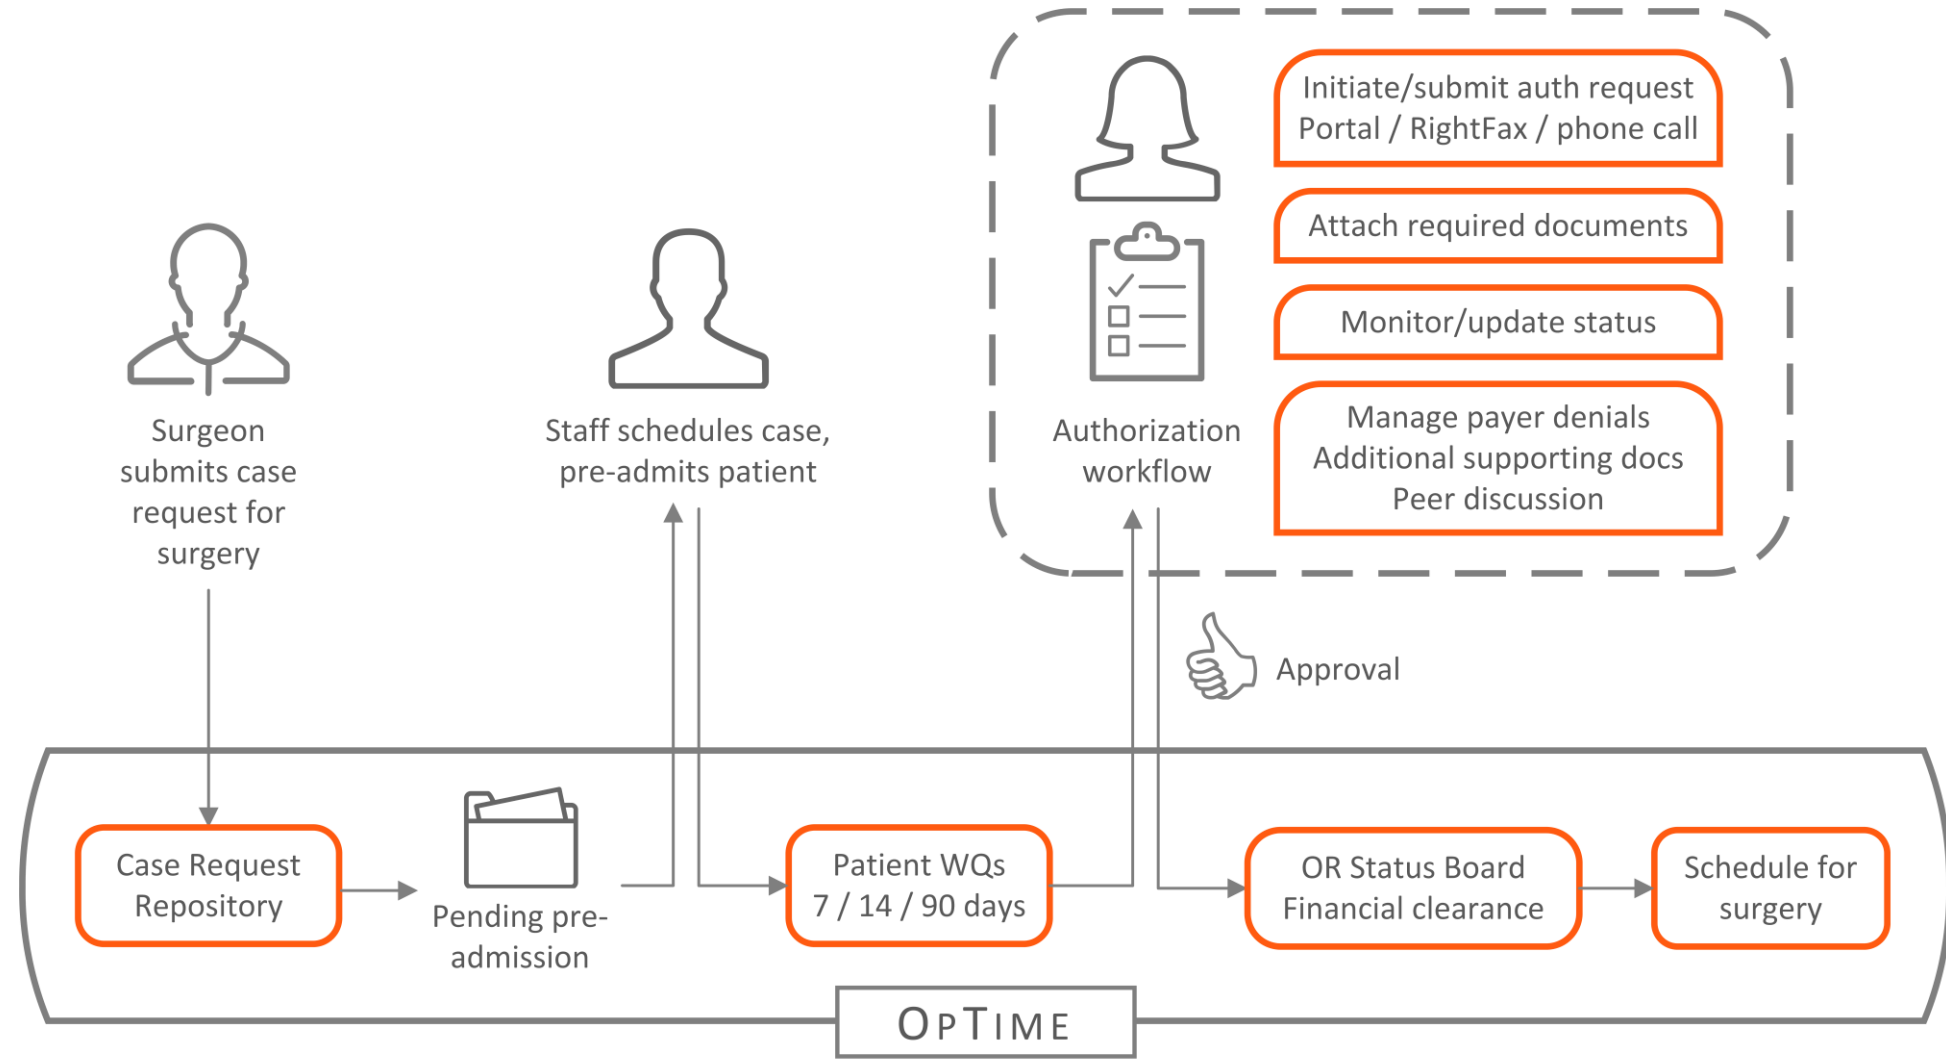 Initiate/submit auth request
Portal / RightFax / phone call
Attach required documents
Monitor/update status
Manage payer denials
Additional supporting docs
Peer discussion
Surgeon
submits case
request for
surgery
Staff schedules case,
pre-admits patient
Authorization
workflow
Approval
Case Request
Repository
Pending pre-
admission
Patient WQs
7 / 14 / 90 days
OR Status Board
Financial clearance
Schedule for
surgery
OPTIME